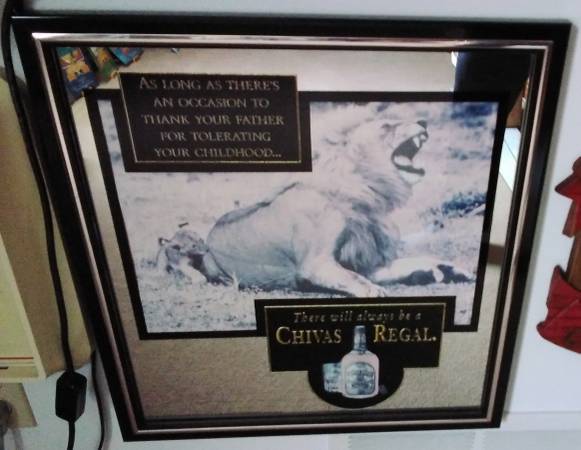 AS LONG AS THERE'S
AN OCCASION TO
THANK YOUR FATHER
FOR TOLERATING
YOUR CHILDHOOD...
There will always be a
CHIVAS REGAL.